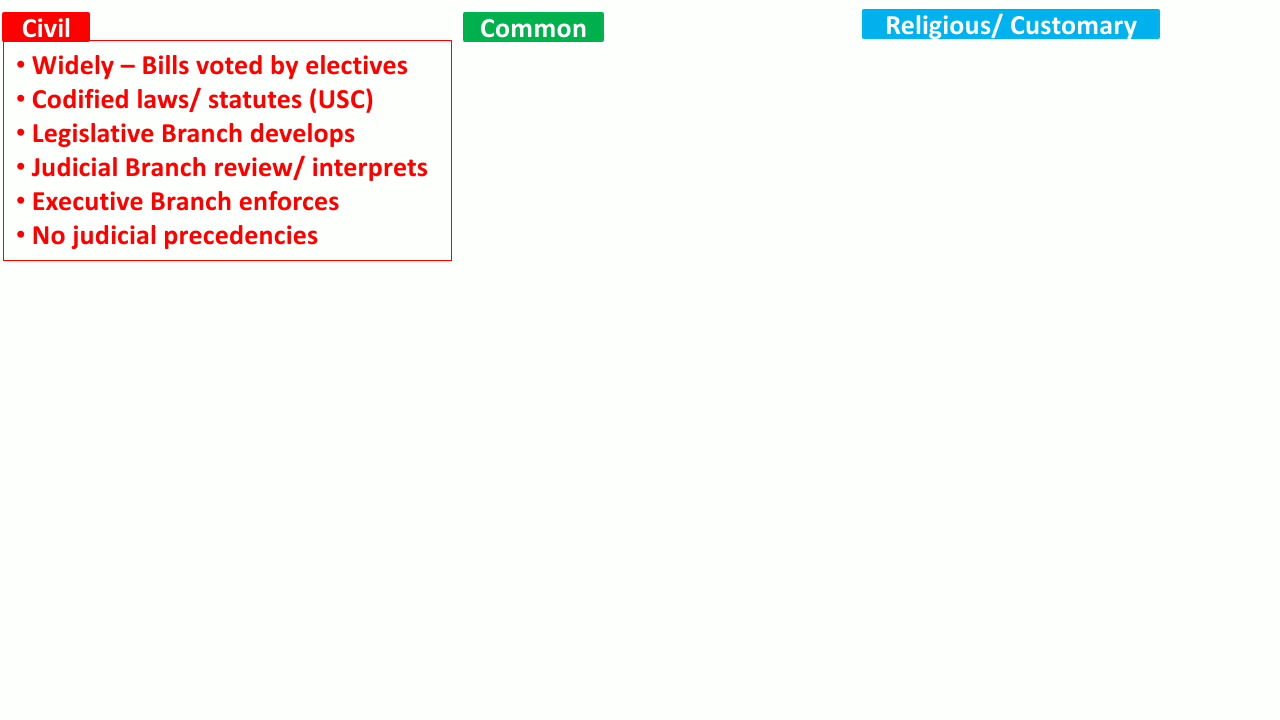 Civil
Common
Religious/ Customary
• Widely – Bills voted by electives
• Codified laws/ statutes (USC)
• Legislative Branch develops
• Judicial Branch review/ interprets
• Executive Branch enforces
• No judicial precedencies